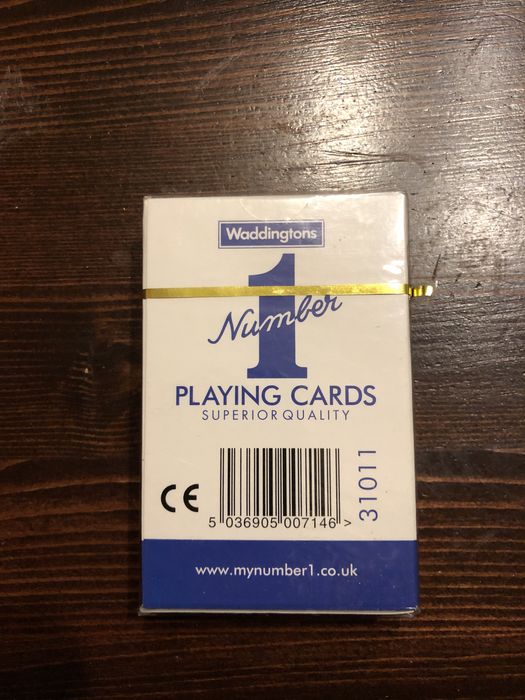 Waddingtons
1
Number
PLAYING CARDS
SUPERIOR QUALITY
CE
5 036905 007146 >
31011
www.mynumber1.co.uk